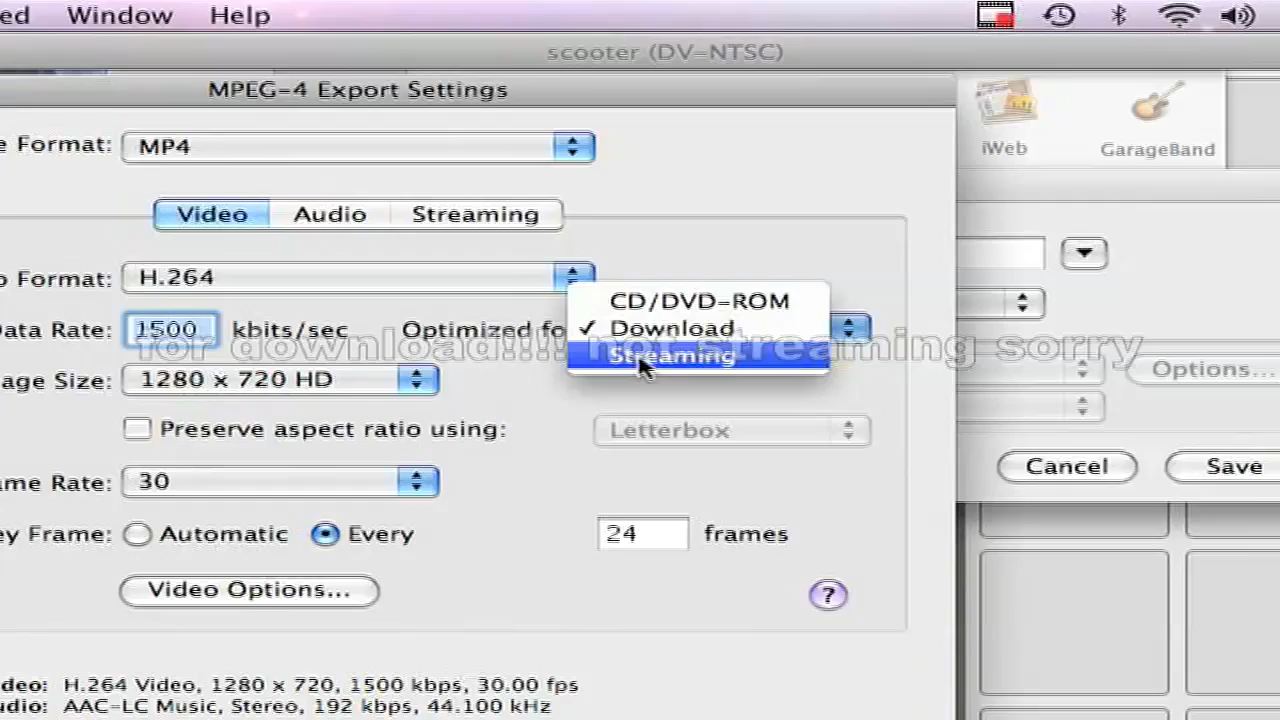 ed Window Help
scooter (DV-NTSC)
MPEG-4 Export Settings
iWeb GarageBand
e Format: MP4
Video Audio Streaming
o Format: H.264
CD/DVD-ROM
Data Rate: 1500 kbits/sec Optimized fo ✓ Download
for download!!!! not streaming sorry
Streaming
age Size: 1280 x 720 HD
Options...
Preserve aspect ratio using: Letterbox
Cancel Save
ame Rate: 30
ey Frame: Automatic Every 24 frames
Video Options... ?
deo: H.264 Video, 1280 x 720, 1500 kbps, 30.00 fps
udio: AAC-LC Music, Stereo, 192 kbps, 44.100 kHz